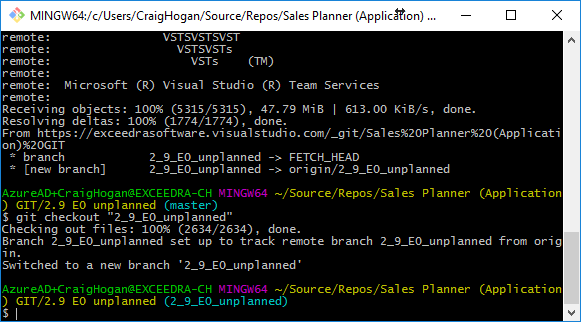 MINGW64:/c/Users/CraigHogan/Source/Repos/Sales Planner (Application) ...
remote: VSTSVSTSVST
remote: VSTSVSTs
remote: VSTs (TM)
remote:
remote: Microsoft (R) Visual Studio (R) Team Services
remote:
Receiving objects: 100% (5315/5315), 47.79 MiB | 613.00 KiB/s, done.
Resolving deltas: 100% (1774/1774), done.
From https://exceedrasoftware.visualstudio.com/_git/Sales%20Planner%20(Applicati
on)%20GIT
* branch 2_9_E0_unplanned -> FETCH_HEAD
* [new branch] 2_9_E0_unplanned -> origin/2_9_E0_unplanned
AzureAD+CraigHogan@EXCEEDRA-CH MINGW64 ~/Source/Repos/Sales Planner (Application
) GIT/2.9 E0 unplanned (master)
$ git checkout "2_9_E0_unplanned"
Checking out files: 100% (2634/2634), done.
Branch 2_9_E0_unplanned set up to track remote branch 2_9_E0_unplanned from orig
in.
Switched to a new branch '2_9_E0_unplanned'
AzureAD+CraigHogan@EXCEEDRA-CH MINGW64 ~/Source/Repos/Sales Planner (Application
) GIT/2.9 E0 unplanned (2_9_E0_unplanned)
$